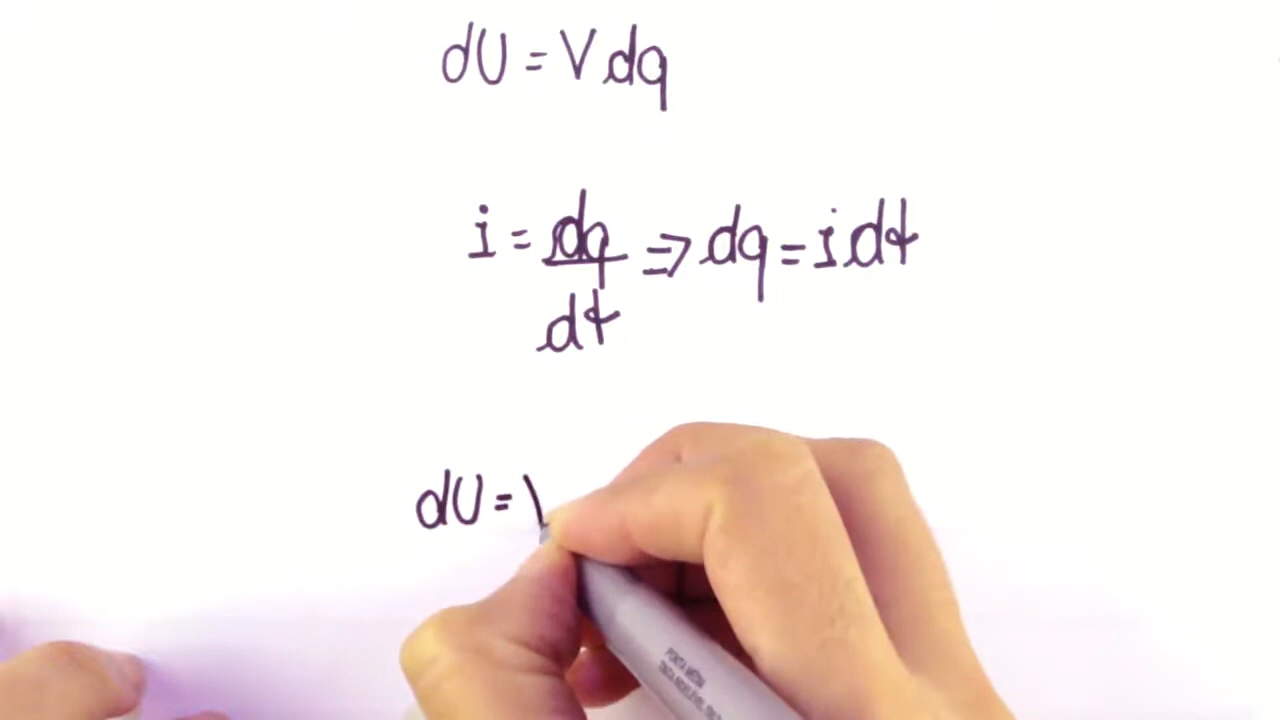 dU = V dq
i = dq/dt ⇒ dq = i dt
dU =